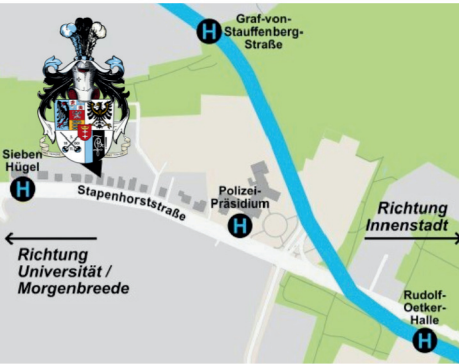 H
Graf-von-
Stauffenberg-
Straße
Sieben
Hügel
H
Stapenhorststraße
Polizei-
Präsidium
H
Richtung
Innenstadt
Richtung
Universität /
Morgenbreede
Rudolf-
Oetker-
Halle
H